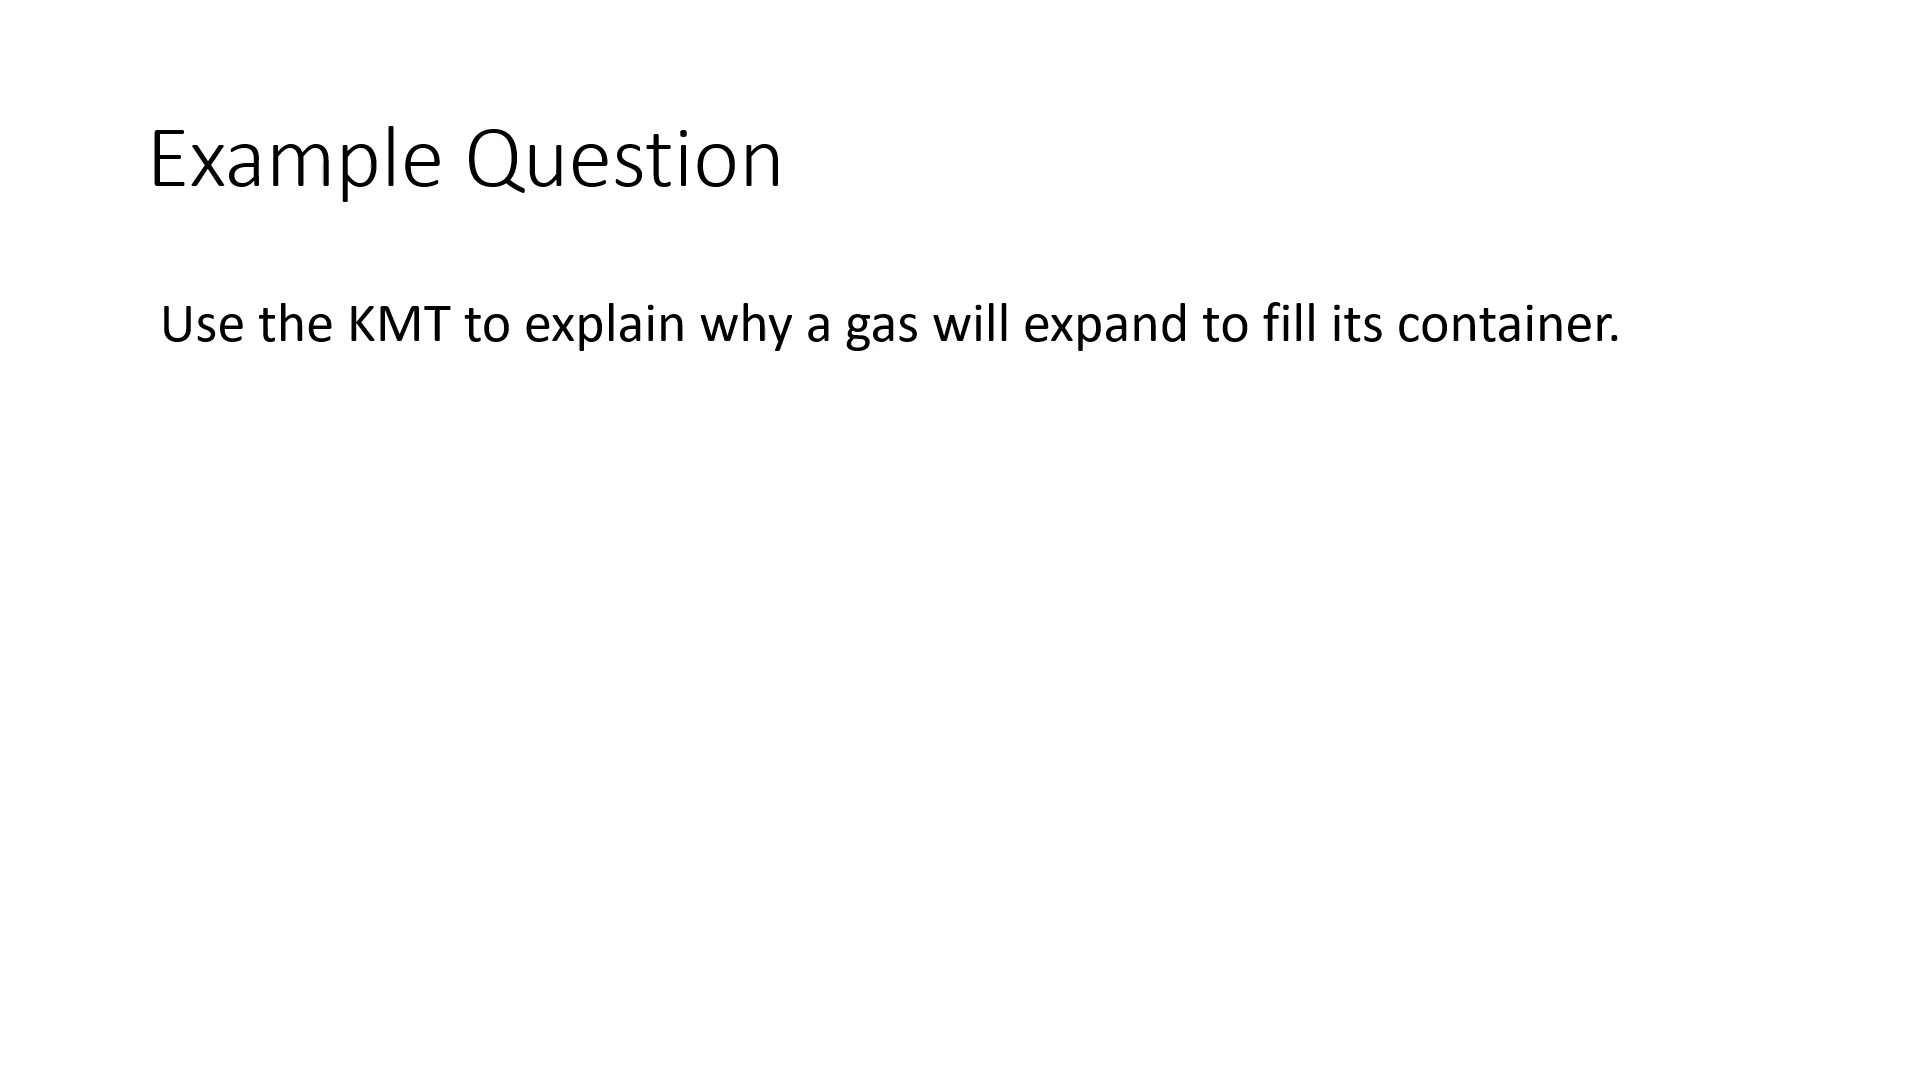 Example Question
Use the KMT to explain why a gas will expand to fill its container.